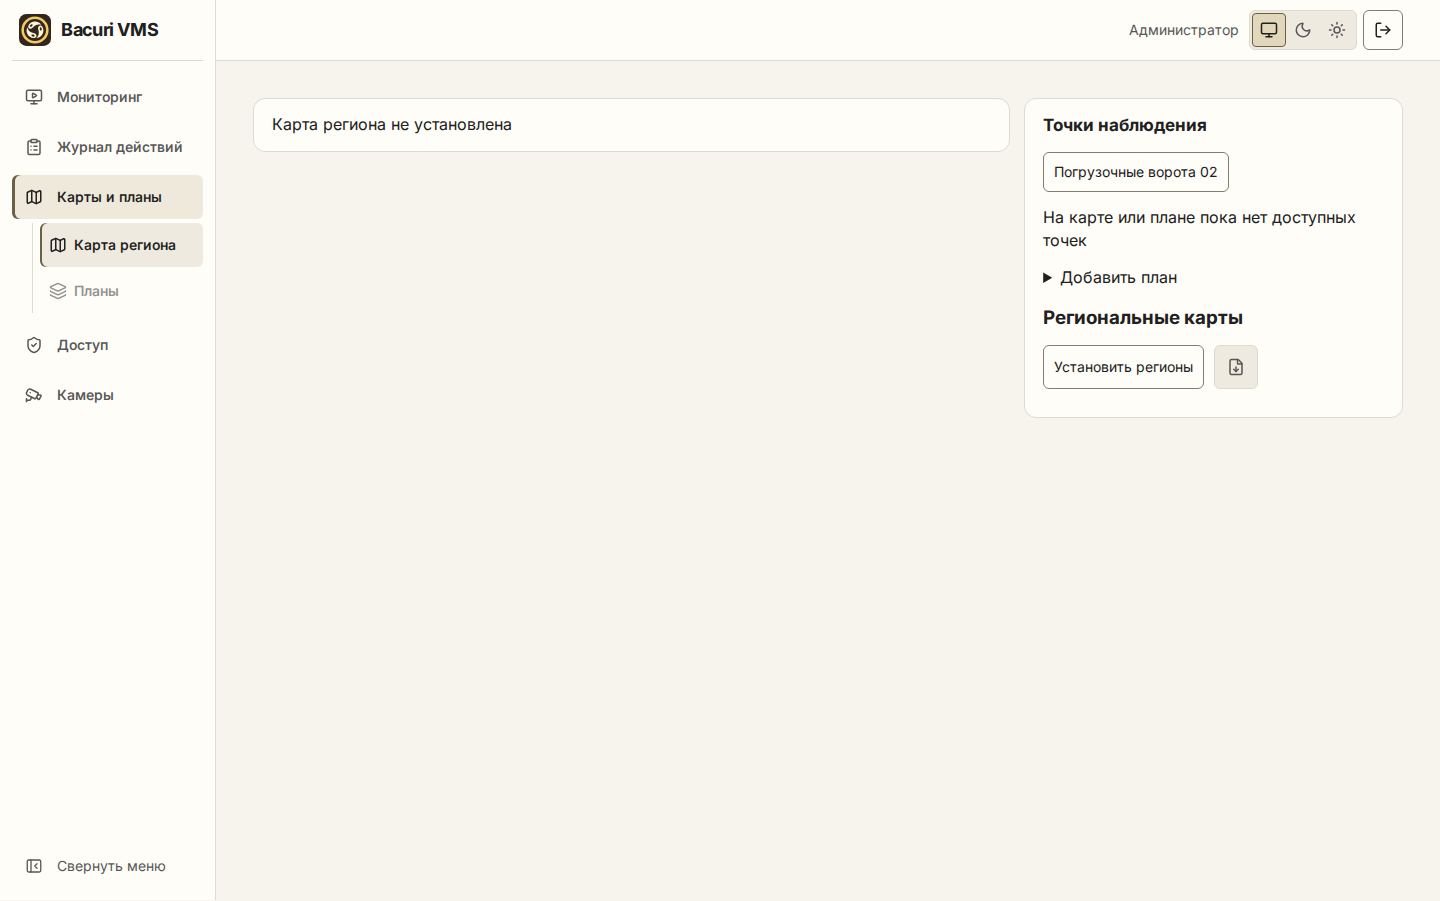 Bacuri VMS
Администратор
Мониторинг
Журнал действий
Карты и планы
Карта региона
Планы
Доступ
Камеры
Свернуть меню
Карта региона не установлена
Точки наблюдения
Погрузочные ворота 02
На карте или плане пока нет доступных
точек
Добавить план
Региональные карты
Установить регионы